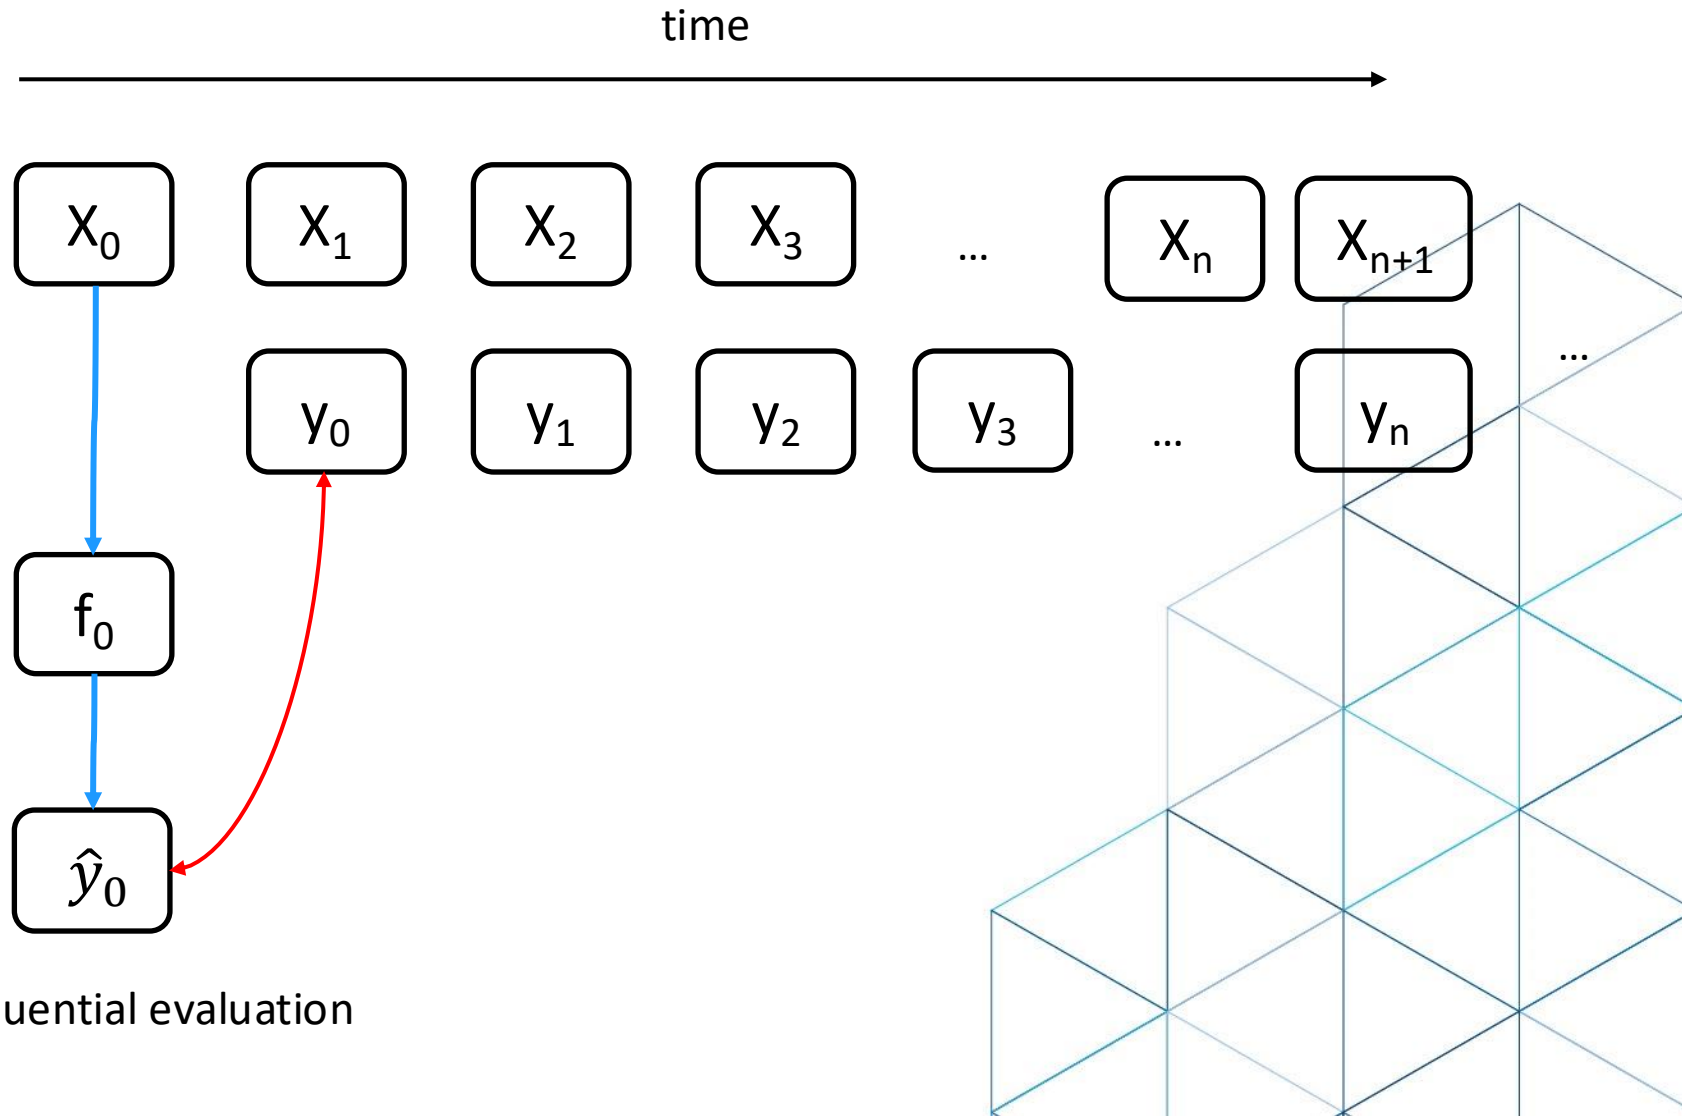 time
X₀ X₁ X₂ X₃ ... Xₙ Xₙ₊₁
y₀ y₁ y₂ y₃ ... yₙ ...
f₀
ŷ₀
uential evaluation